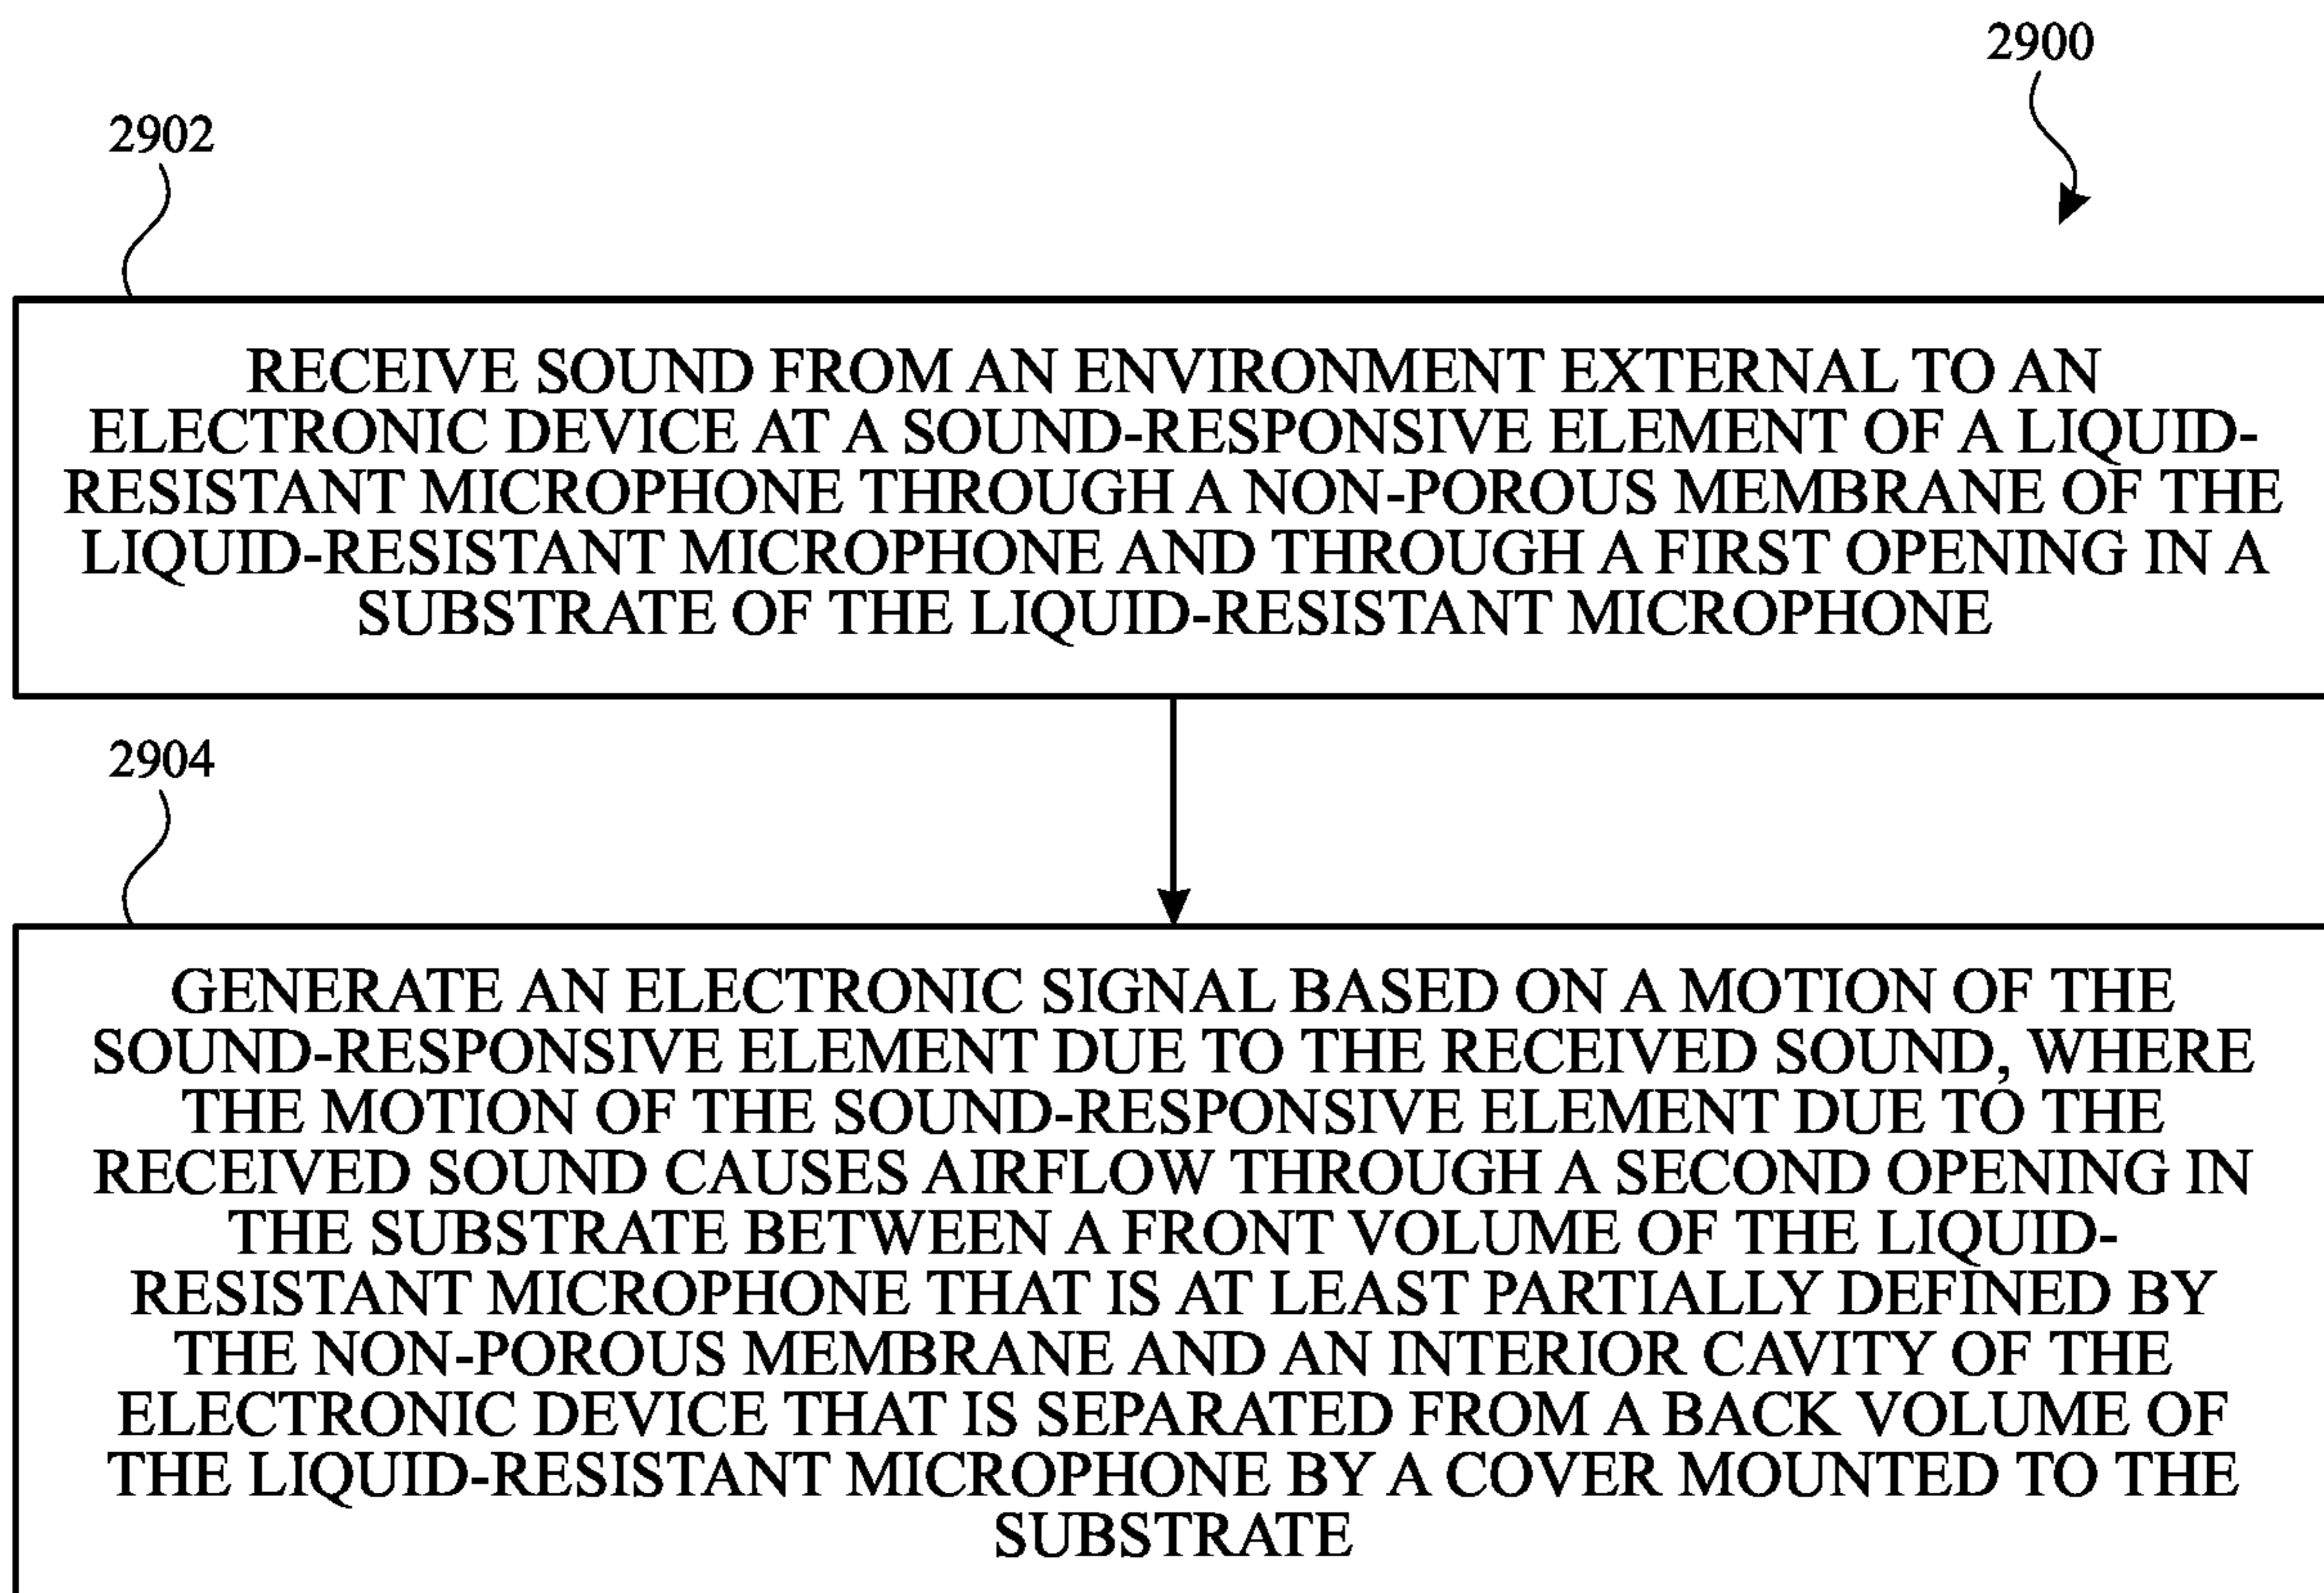 2900
2902
RECEIVE SOUND FROM AN ENVIRONMENT EXTERNAL TO AN
ELECTRONIC DEVICE AT A SOUND-RESPONSIVE ELEMENT OF A LIQUID-
RESISTANT MICROPHONE THROUGH A NON-POROUS MEMBRANE OF THE
LIQUID-RESISTANT MICROPHONE AND THROUGH A FIRST OPENING IN A
SUBSTRATE OF THE LIQUID-RESISTANT MICROPHONE
2904
GENERATE AN ELECTRONIC SIGNAL BASED ON A MOTION OF THE
SOUND-RESPONSIVE ELEMENT DUE TO THE RECEIVED SOUND, WHERE
THE MOTION OF THE SOUND-RESPONSIVE ELEMENT DUE TO THE
RECEIVED SOUND CAUSES AIRFLOW THROUGH A SECOND OPENING IN
THE SUBSTRATE BETWEEN A FRONT VOLUME OF THE LIQUID-
RESISTANT MICROPHONE THAT IS AT LEAST PARTIALLY DEFINED BY
THE NON-POROUS MEMBRANE AND AN INTERIOR CAVITY OF THE
ELECTRONIC DEVICE THAT IS SEPARATED FROM A BACK VOLUME OF
THE LIQUID-RESISTANT MICROPHONE BY A COVER MOUNTED TO THE
SUBSTRATE